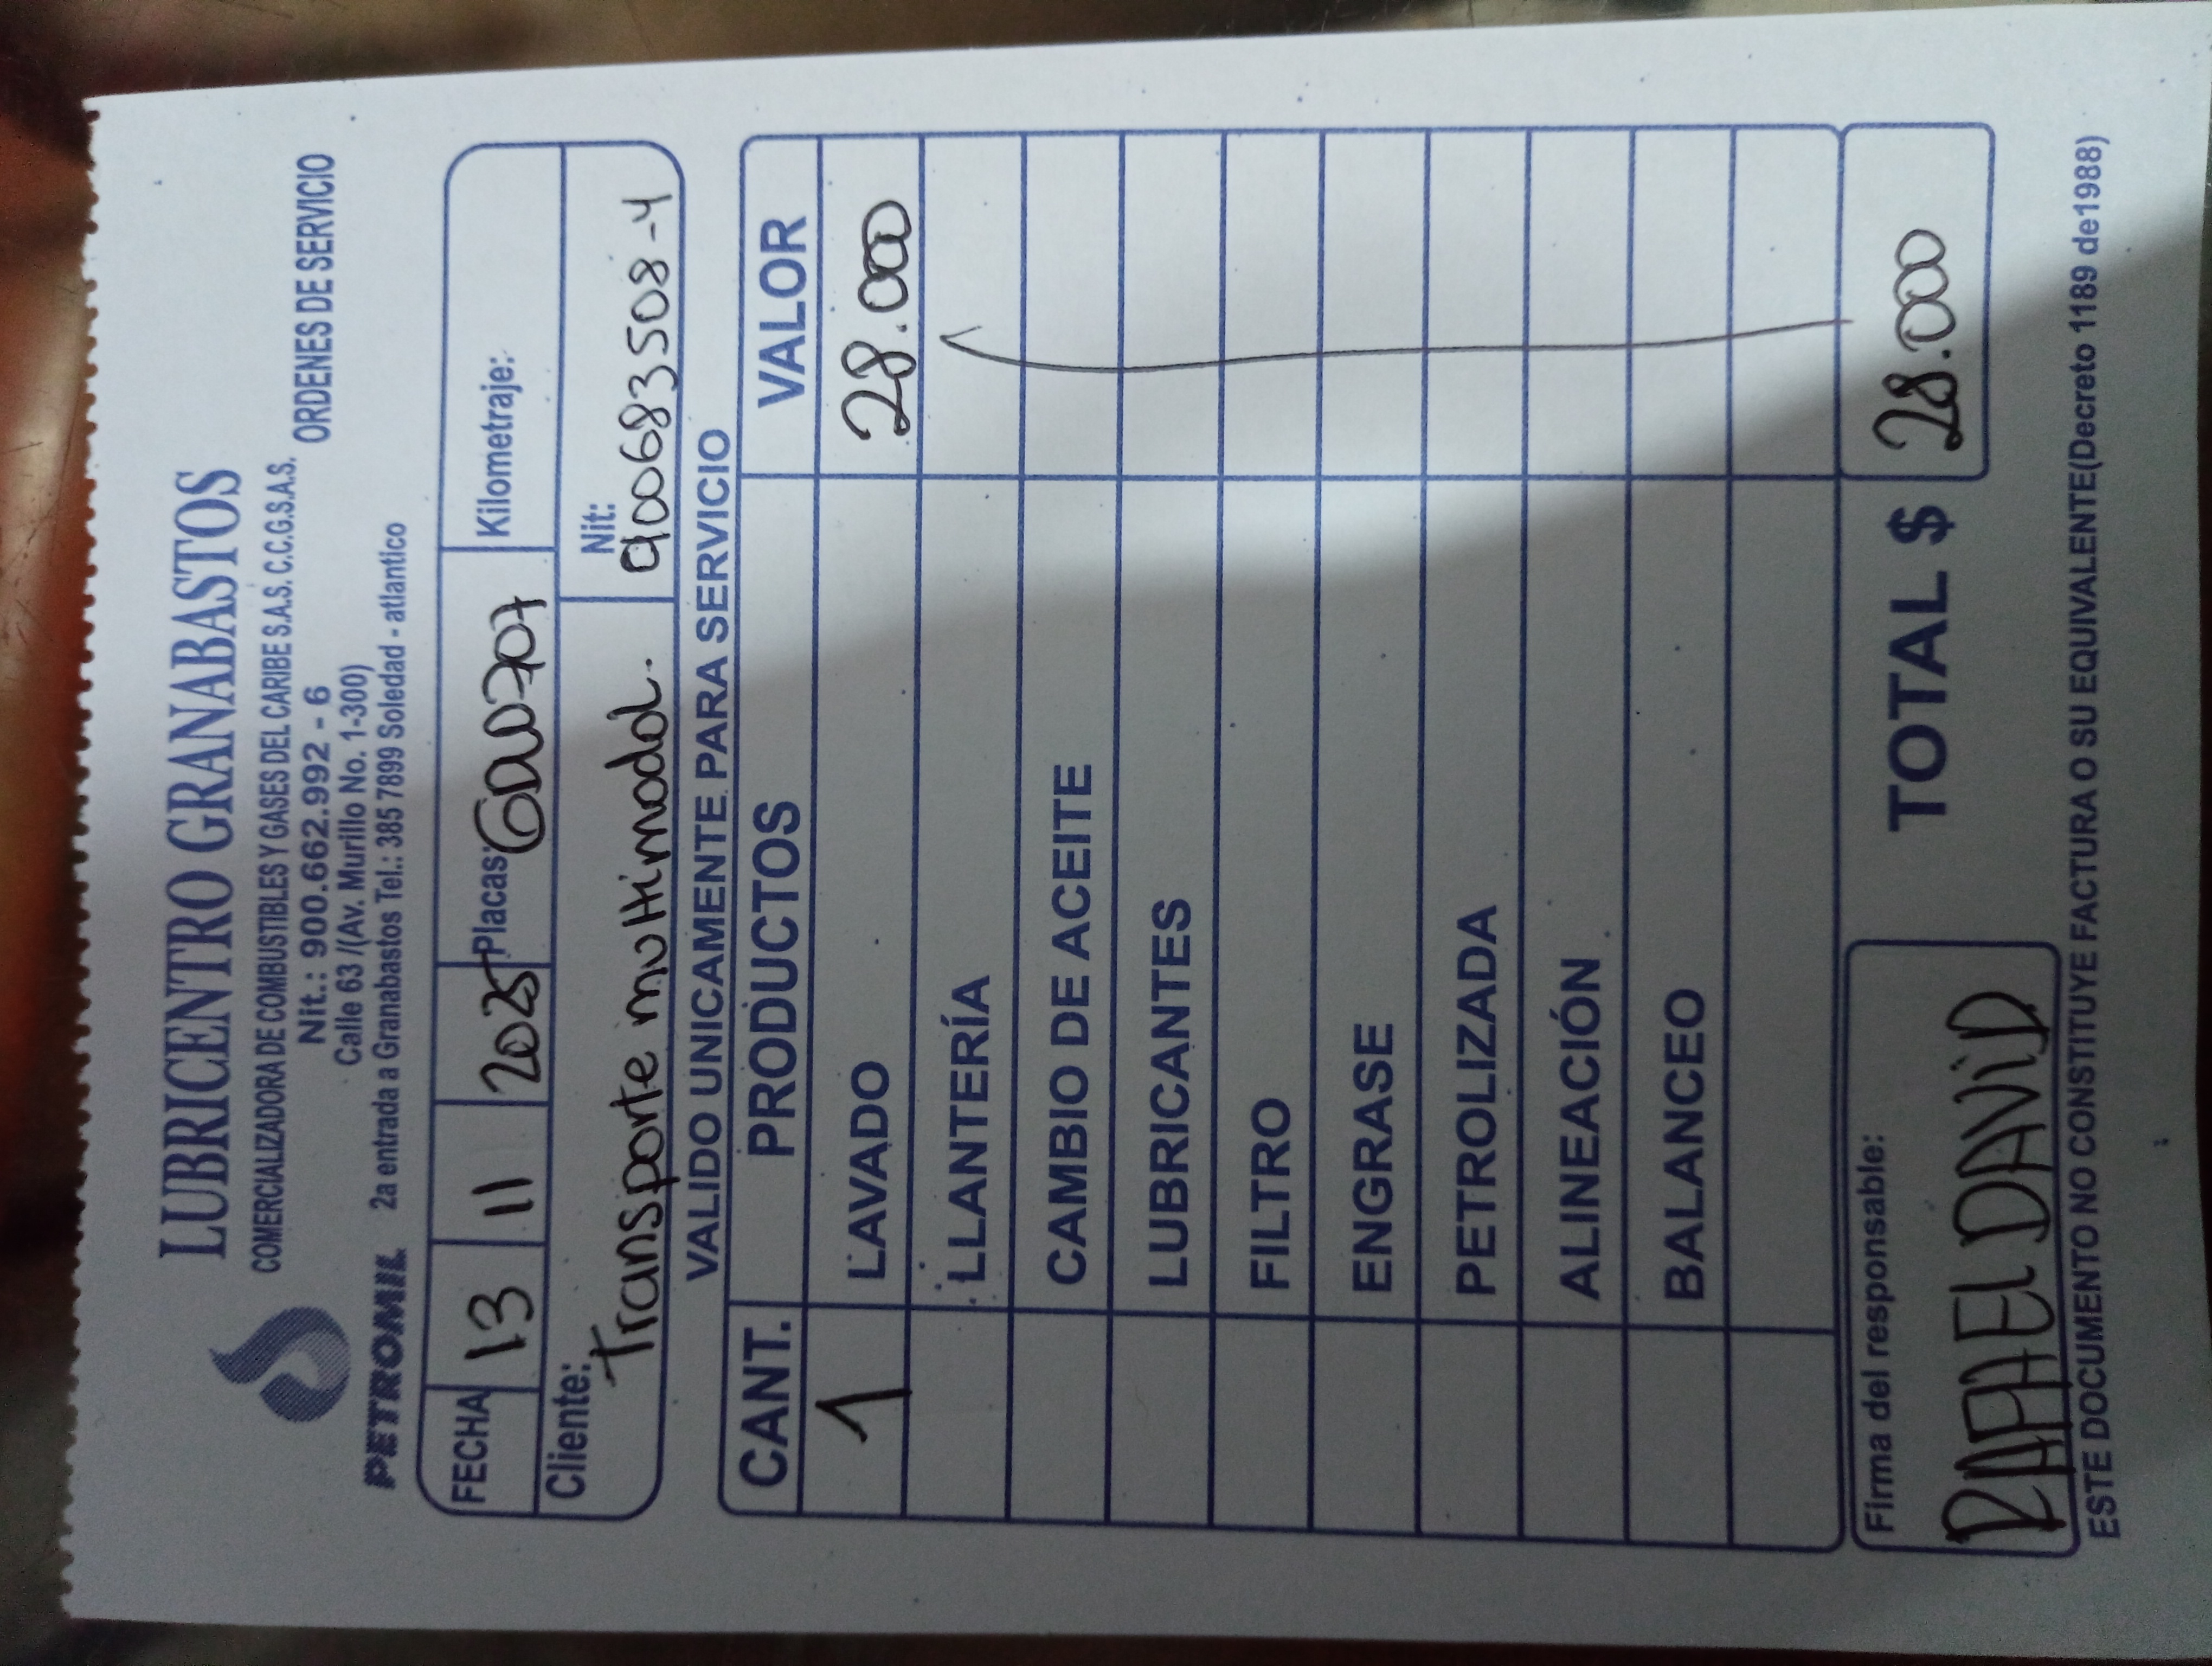 LUBRICENTRO GRANABASTOS
COMERCIALIZADORA DE COMBUSTIBLES Y GASES DEL CARIBE S.A.S. C.C.G.S.A.S.
Nit.: 900.662.992 - 6
ORDENES DE SERVICIO
Calle 63 /(Av. Murillo No. 1-300)
PETROMIL 2a entrada a Granabastos Tel.: 385 7899 Soledad - atlantico
FECHA 13 11 2025 Placas: Kilometraje:
Cliente: Nit:
Transporte multimodal. 900683508-4
VALIDO UNICAMENTE PARA SERVICIO
CANT. PRODUCTOS VALOR
1 LAVADO 28.000
LLANTERÍA
CAMBIO DE ACEITE
LUBRICANTES
FILTRO
ENGRASE
PETROLIZADA
ALINEACIÓN
BALANCEO
Firma del responsable:
TOTAL $ 28.000
RAFAEL DAViD
ESTE DOCUMENTO NO CONSTITUYE FACTURA O SU EQUIVALENTE(Decreto 1189 de1988)